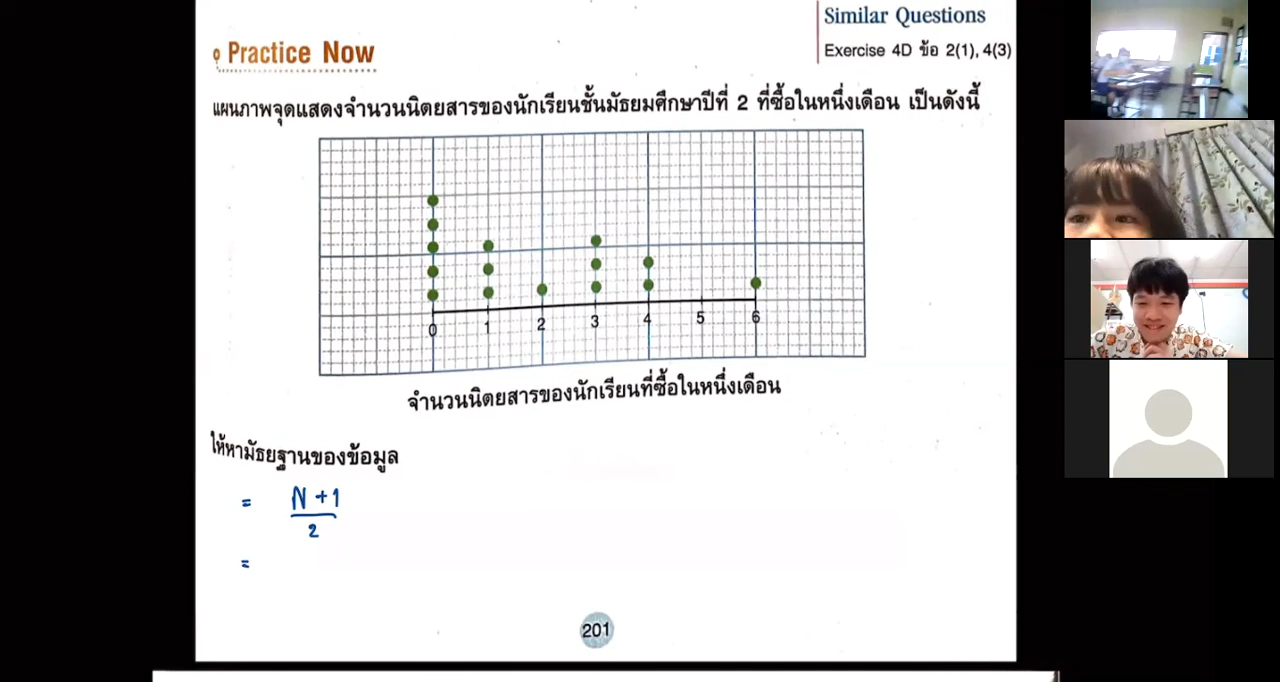 Similar Questions
Exercise 4D ข้อ 2(1), 4(3)
Practice Now
แผนภาพจุดแสดงจำนวนนิตยสารของนักเรียนชั้นมัธยมศึกษาปีที่ 2 ที่ซื้อในหนึ่งเดือน เป็นดังนี้
0 1 2 3 4 5 6
จำนวนนิตยสารของนักเรียนที่ซื้อในหนึ่งเดือน
ให้หามัธยฐานของข้อมูล
= N + 1
2
=
201